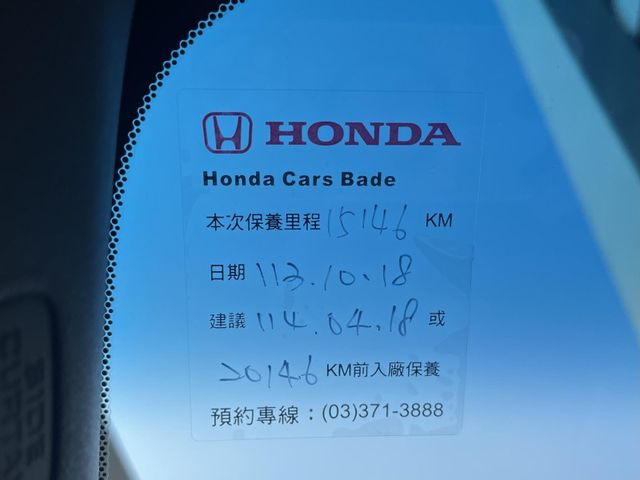 HONDA
Honda Cars Bade
本次保養里程 15146 KM
日期 113.10.18
建議 114.04.18 或
20146 KM前入廠保養
預約專線：(03)371-3888
SIDE
CURTAI